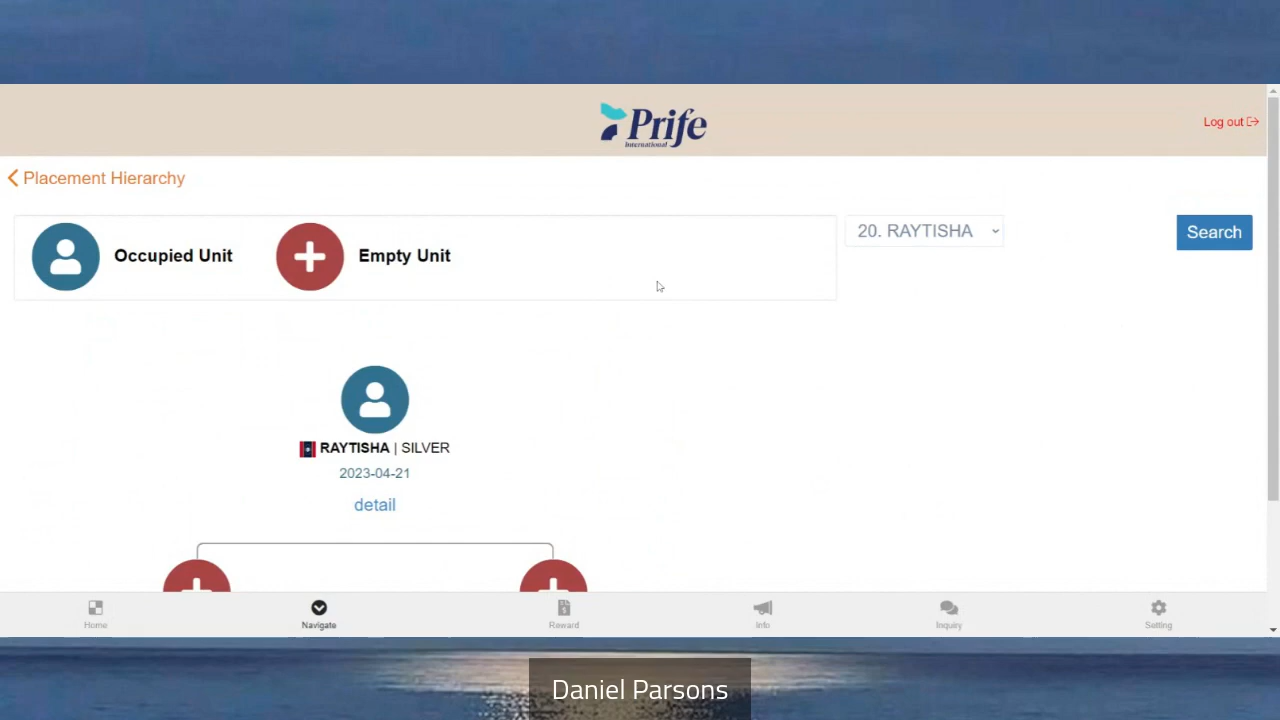 Prife
International
Log out
Placement Hierarchy
Occupied Unit
Empty Unit
20. RAYTISHA
Search
RAYTISHA | SILVER
2023-04-21
detail
Home
Navigate
Reward
Info
Inquiry
Setting
Daniel Parsons